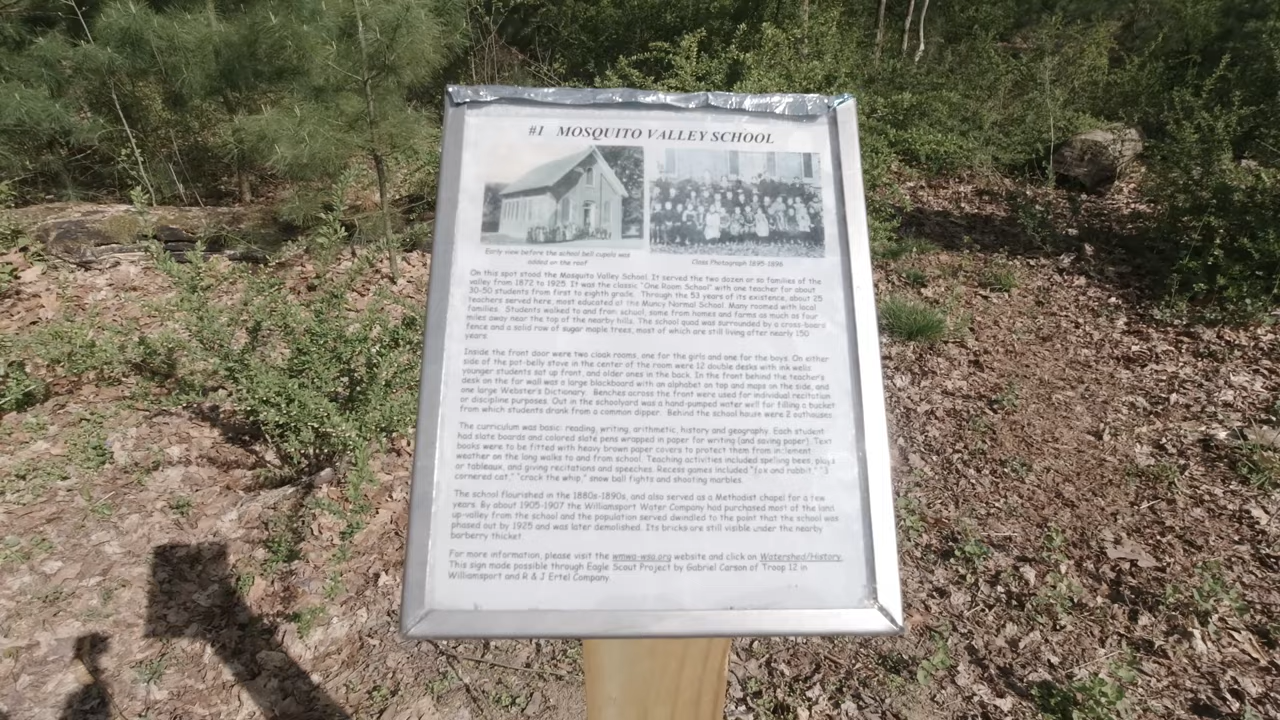 #1 MOSQUITO VALLEY SCHOOL
Early view before the school bell cupola was
added on the roof
Class Photograph 1895-1896
On this spot stood the Mosquito Valley School. It served the two dozen or so families of the
valley from 1872 to 1925. It was the classic "One Room School" with one teacher for about
30-50 students from first to eighth grade. Through the 53 years of its existence, about 25
teachers served here, most educated at the Muncy Normal School. Many roomed with local
families. Students walked to and from school, some from homes and farms as much as four
miles away near the top of the nearby hills. The school quad was surrounded by a cross-board
fence and a solid row of sugar maple trees, most of which are still living after nearly 150
years.
Inside the front door were two cloak rooms, one for the girls and one for the boys. On either
side of the pot-belly stove in the center of the room were 12 double desks with ink wells
younger students sat up front, and older ones in the back. In the front behind the teacher's
desk on the far wall was a large blackboard with an alphabet on top and maps on the side, and
one large Webster's Dictionary. Benches across the front were used for individual recitation
or discipline purposes. Out in the schoolyard was a hand-pumped water well for filling a bucket
from which students drank from a common dipper. Behind the school house were 2 outhouses
The curriculum was basic: reading, writing, arithmetic, history and geography. Each student
had slate boards and colored slate pens wrapped in paper for writing (and saving paper). Text
books were to be fitted with heavy brown paper covers to protect them from inclement
weather on the long walks to and from school. Teaching activities included spelling bees, plays
or tableaux, and giving recitations and speeches. Recess games included "fox and rabbit," "3
cornered cat," "crack the whip," snow ball fights and shooting marbles.
The school flourished in the 1880s-1890s, and also served as a Methodist chapel for a few
years. By about 1905-1907 the Williamsport Water Company had purchased most of the land
up-valley from the school and the population served dwindled to the point that the school was
phased out by 1925 and was later demolished. Its bricks are still visible under the nearby
barberry thicket.
For more information, please visit the wmwa-wsa.org website and click on Watershed/History.
This sign made possible through Eagle Scout Project by Gabriel Carson of Troop 12 in
Williamsport and R & J Ertel Company.